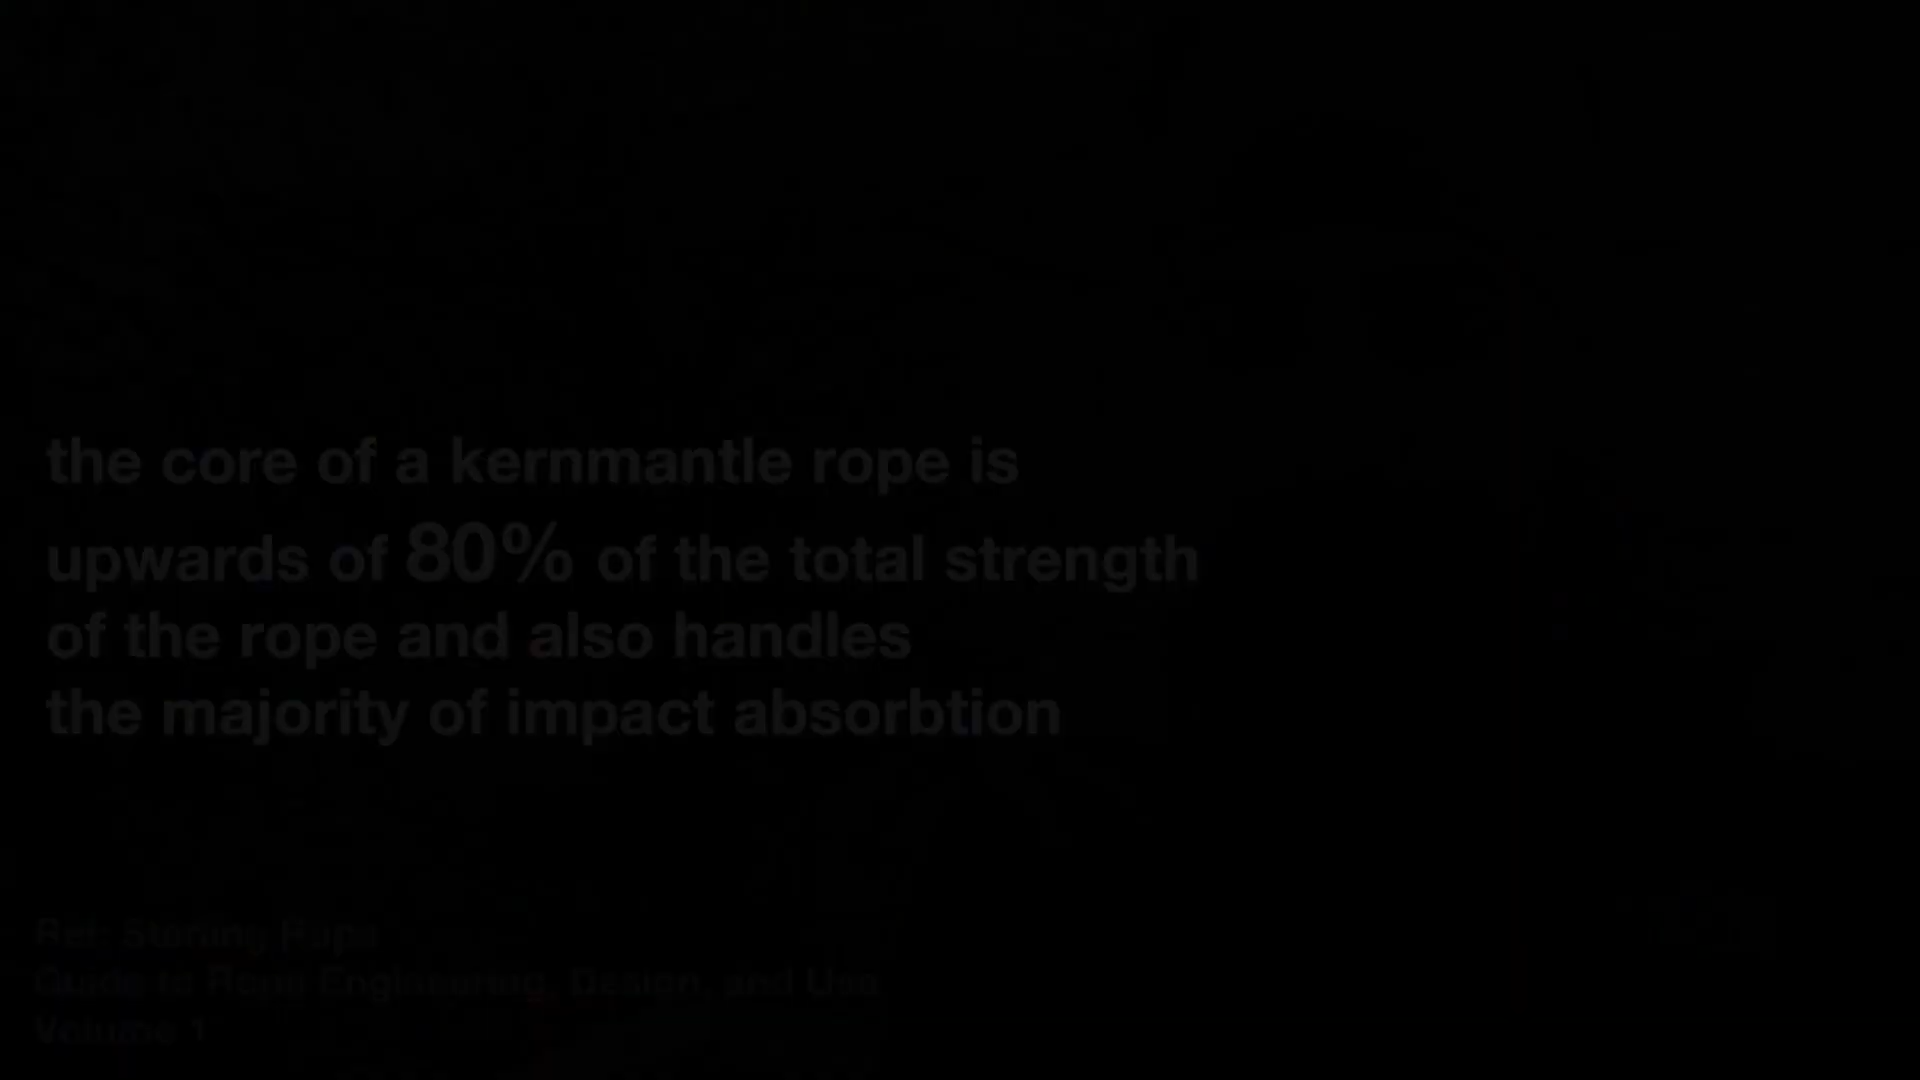 the core of a kernmantle rope is
upwards of 80% of the total strength
of the rope and also handles
the majority of impact absorbtion
Ref: Sterling Rope
Guide to Rope Engineering, Design, and Use
Volume 1